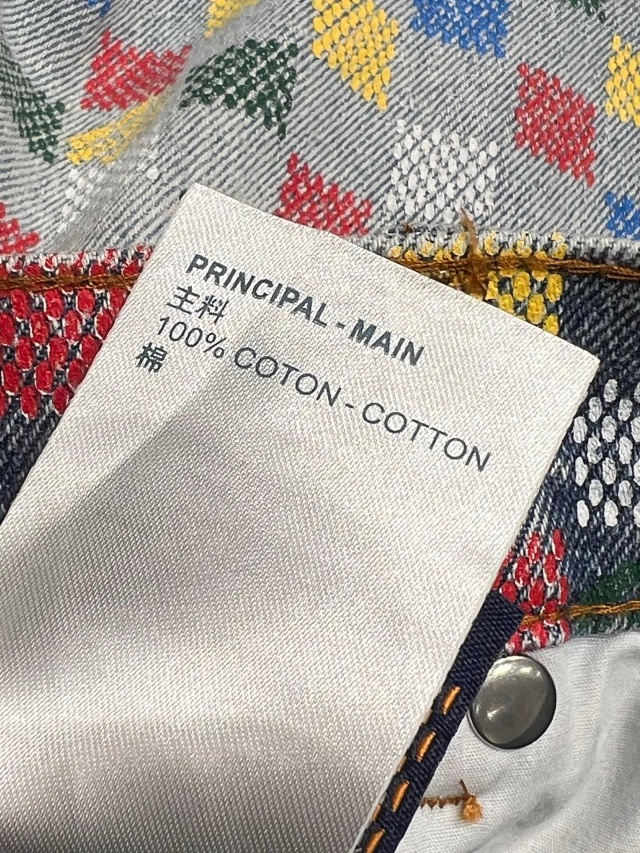 PRINCIPAL - MAIN
主料
100% COTON - COTTON
棉